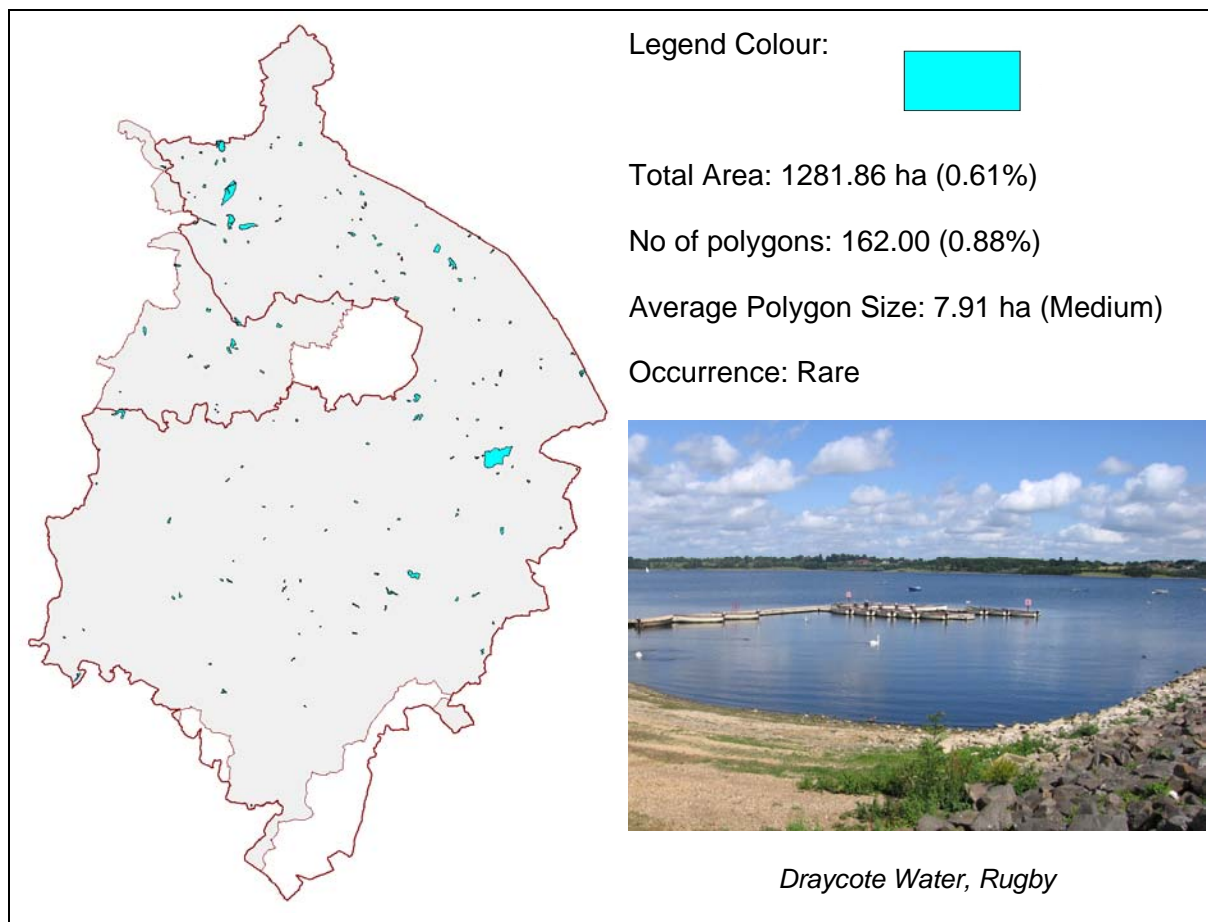 Legend Colour:
Total Area: 1281.86 ha (0.61%)
No of polygons: 162.00 (0.88%)
Average Polygon Size: 7.91 ha (Medium)
Occurrence: Rare
Draycote Water, Rugby